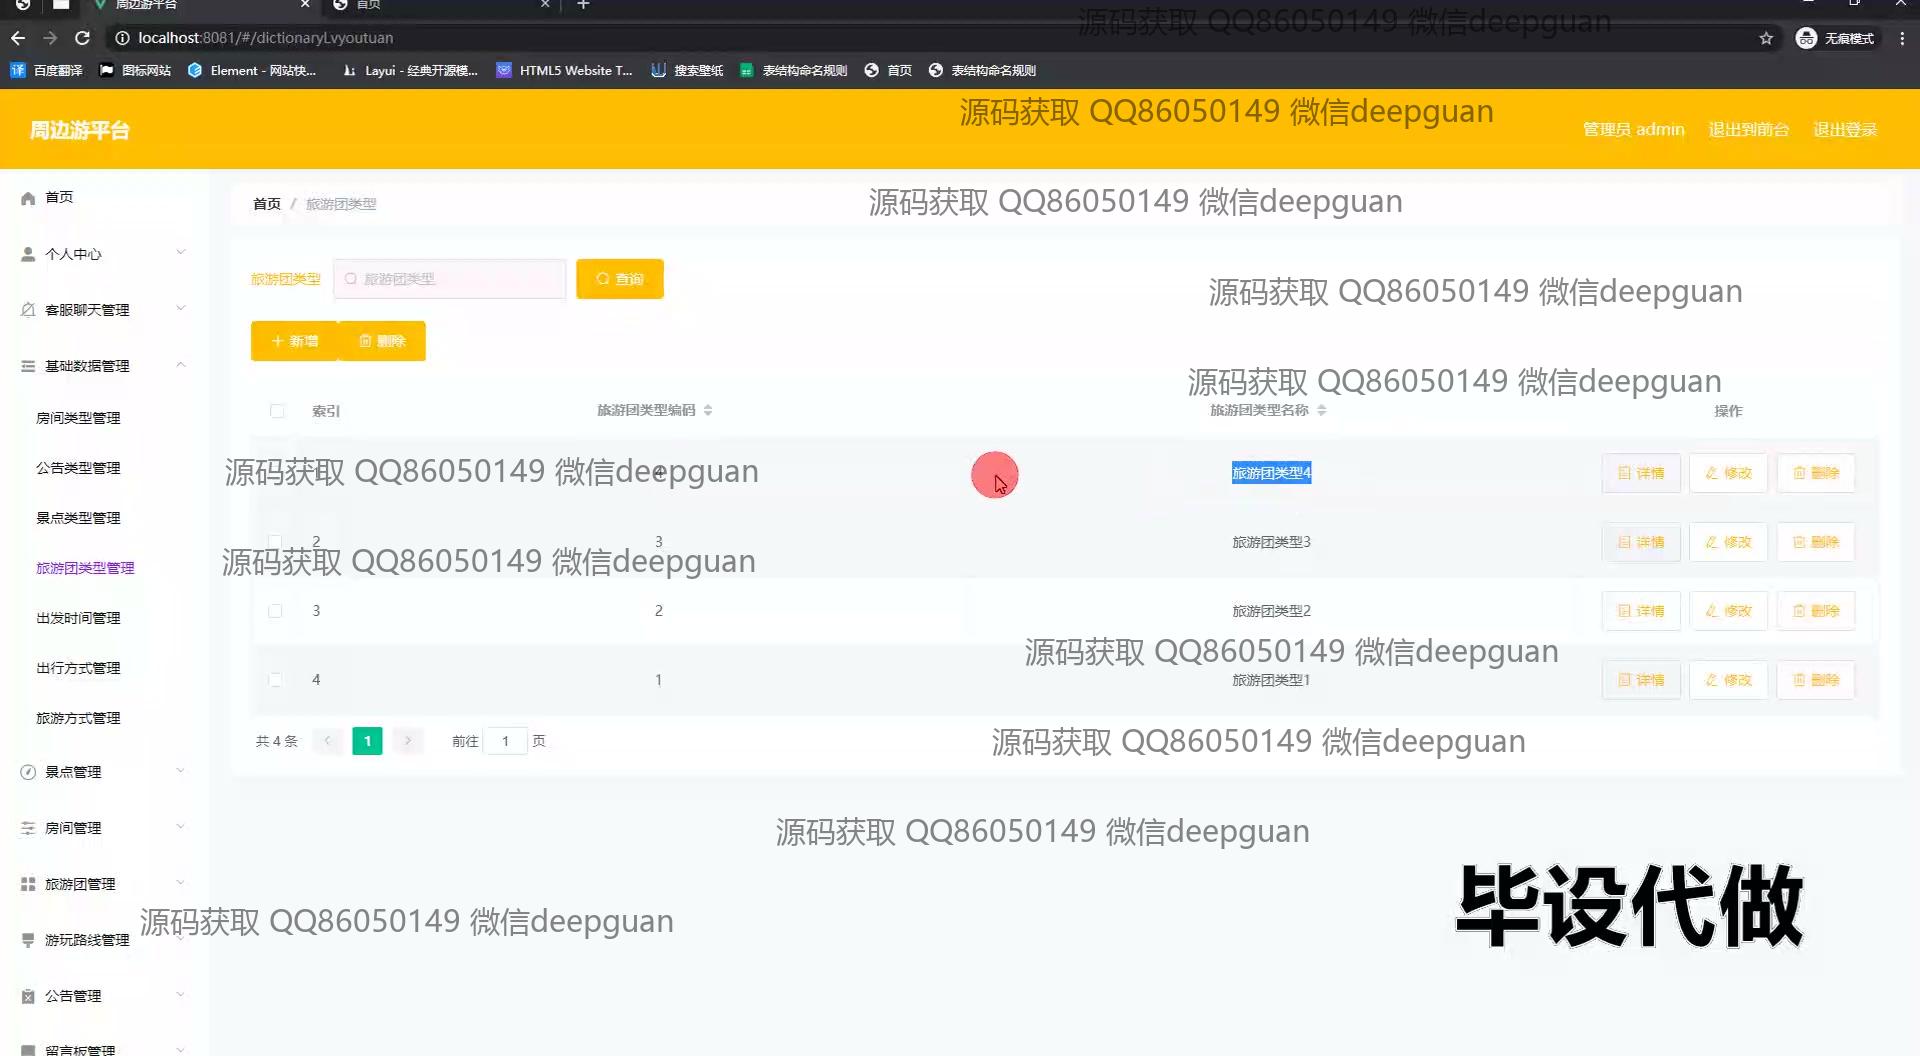 周边游平台
首页
源码获取 QQ86050149 微信deepguan
localhost:8081/#/dictionaryLvyoutuan
无痕模式
译 百度翻译 图标网站 Element - 网站快... Layui - 经典开源模... HTML5 Website T... 搜索壁纸 表结构命名规则 首页 表结构命名规则
源码获取 QQ86050149 微信deepguan
周边游平台
管理员 admin 退出到前台 退出登录
首页
首页 / 旅游团类型
源码获取 QQ86050149 微信deepguan
个人中心
旅游团类型 旅游团类型 查询
源码获取 QQ86050149 微信deepguan
客服聊天管理
新增 删除
基础数据管理
源码获取 QQ86050149 微信deepguan
索引 旅游团类型编码 旅游团类型名称 操作
房间类型管理
公告类型管理
源码获取 QQ86050149 微信deepguan
旅游团类型4 详情 修改 删除
景点类型管理
2 3 旅游团类型3 详情 修改 删除
源码获取 QQ86050149 微信deepguan
旅游团类型管理
3 2 旅游团类型2 详情 修改 删除
出发时间管理
源码获取 QQ86050149 微信deepguan
出行方式管理
4 1 旅游团类型1 详情 修改 删除
旅游方式管理
共 4 条 1 前往 1 页
源码获取 QQ86050149 微信deepguan
景点管理
房间管理
源码获取 QQ86050149 微信deepguan
旅游团管理
毕设代做
源码获取 QQ86050149 微信deepguan
游玩路线管理
公告管理
留言板管理